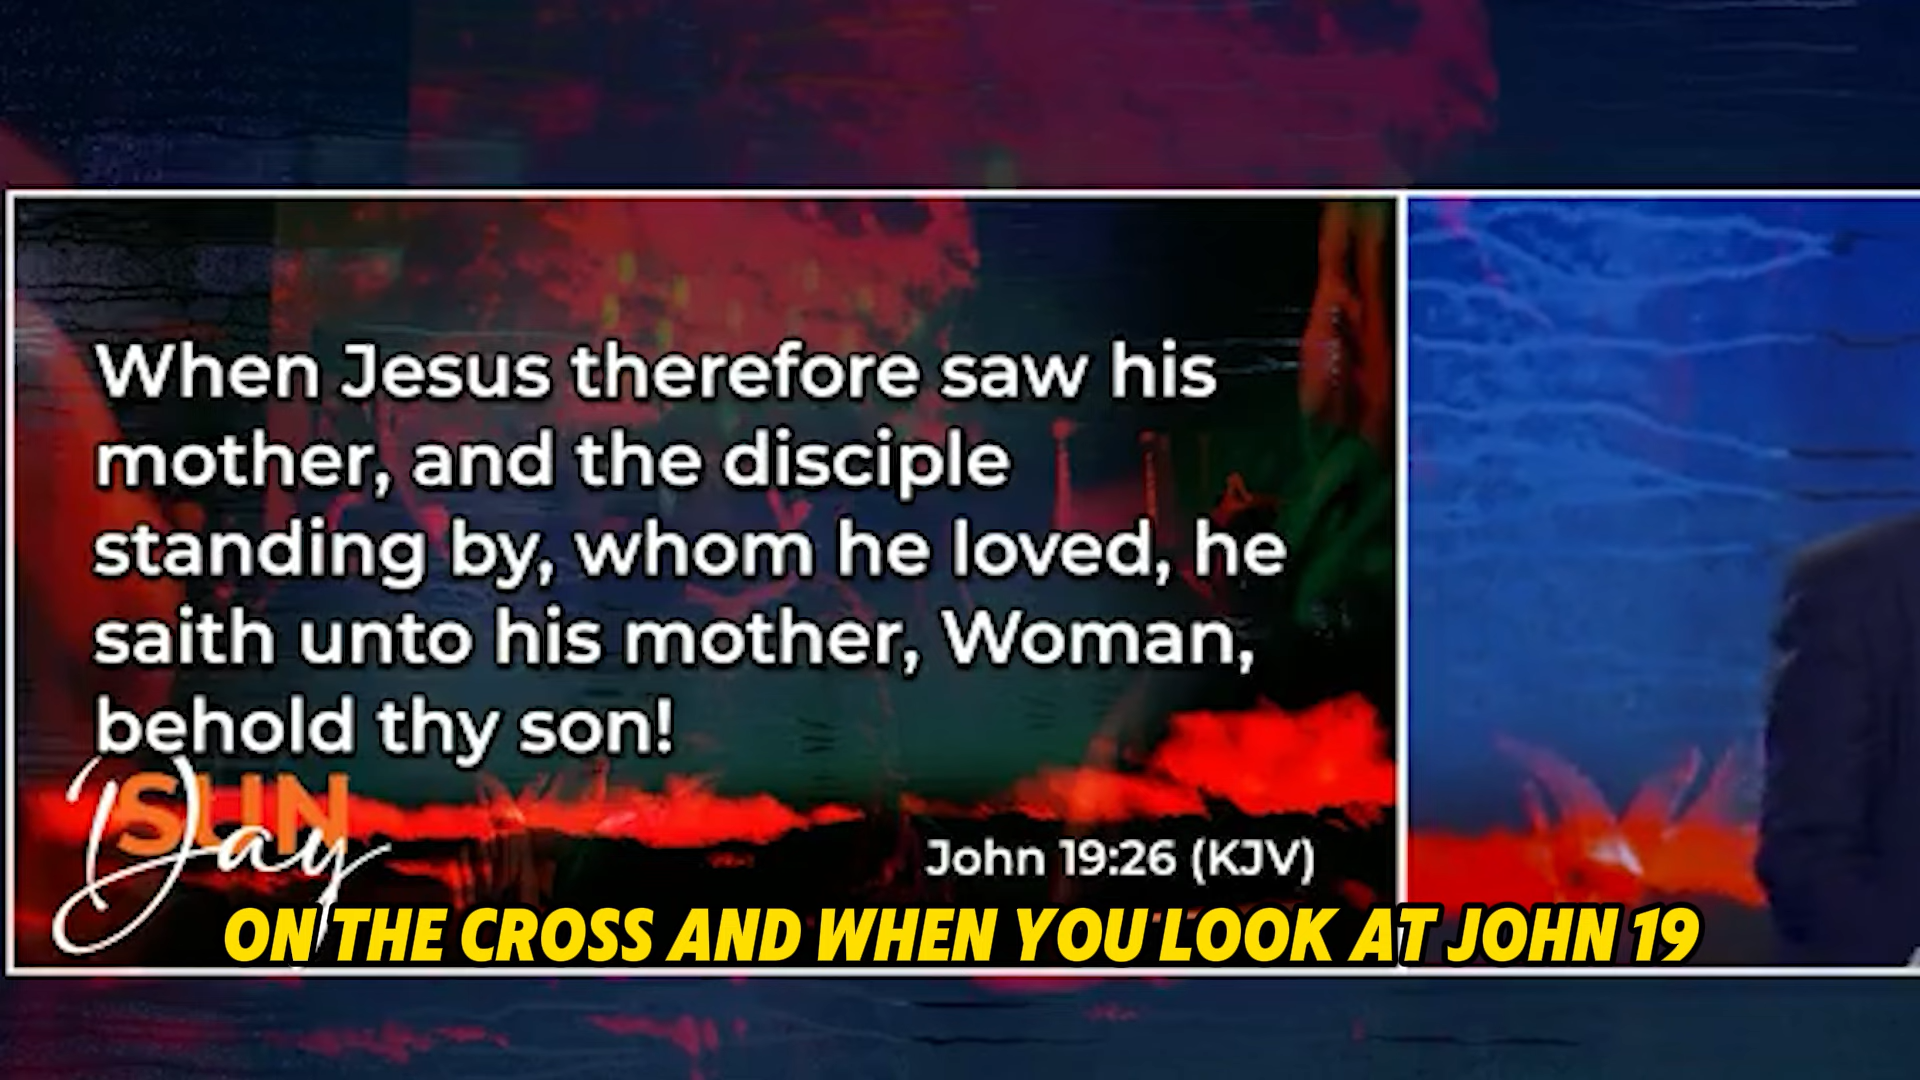 When Jesus therefore saw his
mother, and the disciple
standing by, whom he loved, he
saith unto his mother, Woman,
behold thy son!
SUN
Day
John 19:26 (KJV)
ON THE CROSS AND WHEN YOU LOOK AT JOHN 19